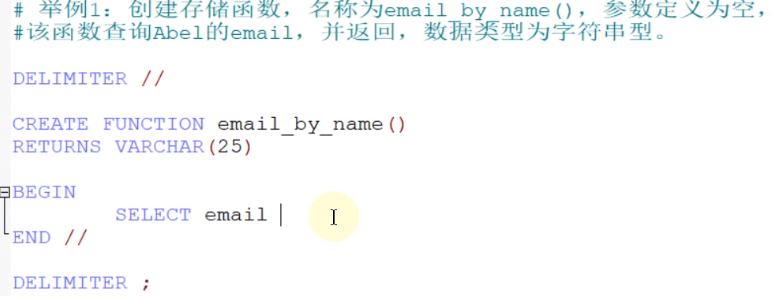 # 举例1：创建存储函数，名称为email_by_name()，参数定义为空，
#该函数查询Abel的email，并返回，数据类型为字符串型。
DELIMITER //
CREATE FUNCTION email_by_name()
RETURNS VARCHAR(25)
BEGIN
SELECT email
END //
DELIMITER ;